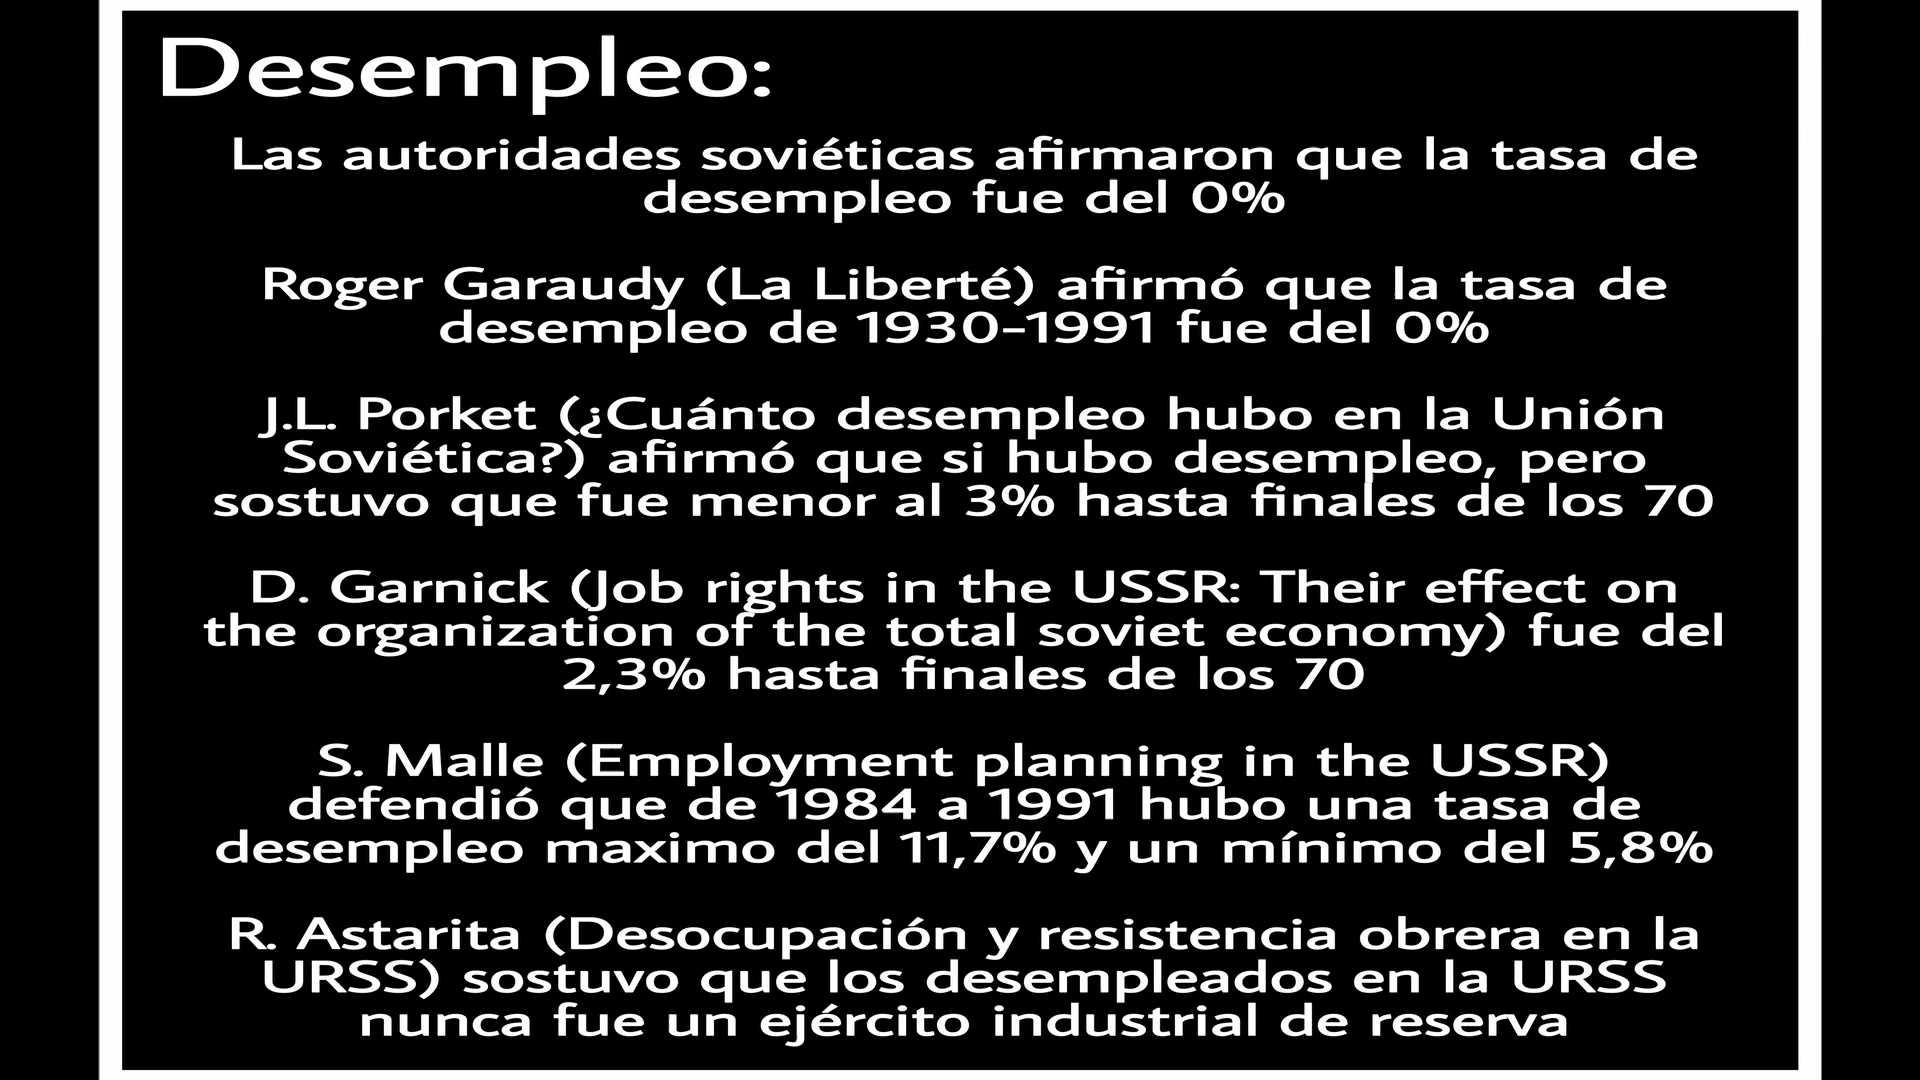 Desempleo:
Las autoridades soviéticas afirmaron que la tasa de
desempleo fue del 0%
Roger Garaudy (La Liberté) afirmó que la tasa de
desempleo de 1930-1991 fue del 0%
J.L. Porket (¿Cuánto desempleo hubo en la Unión
Soviética?) afirmó que si hubo desempleo, pero
sostuvo que fue menor al 3% hasta finales de los 70
D. Garnick (Job rights in the USSR: Their effect on
the organization of the total soviet economy) fue del
2,3% hasta finales de los 70
S. Malle (Employment planning in the USSR)
defendió que de 1984 a 1991 hubo una tasa de
desempleo maximo del 11,7% y un mínimo del 5,8%
R. Astarita (Desocupación y resistencia obrera en la
URSS) sostuvo que los desempleados en la URSS
nunca fue un ejército industrial de reserva